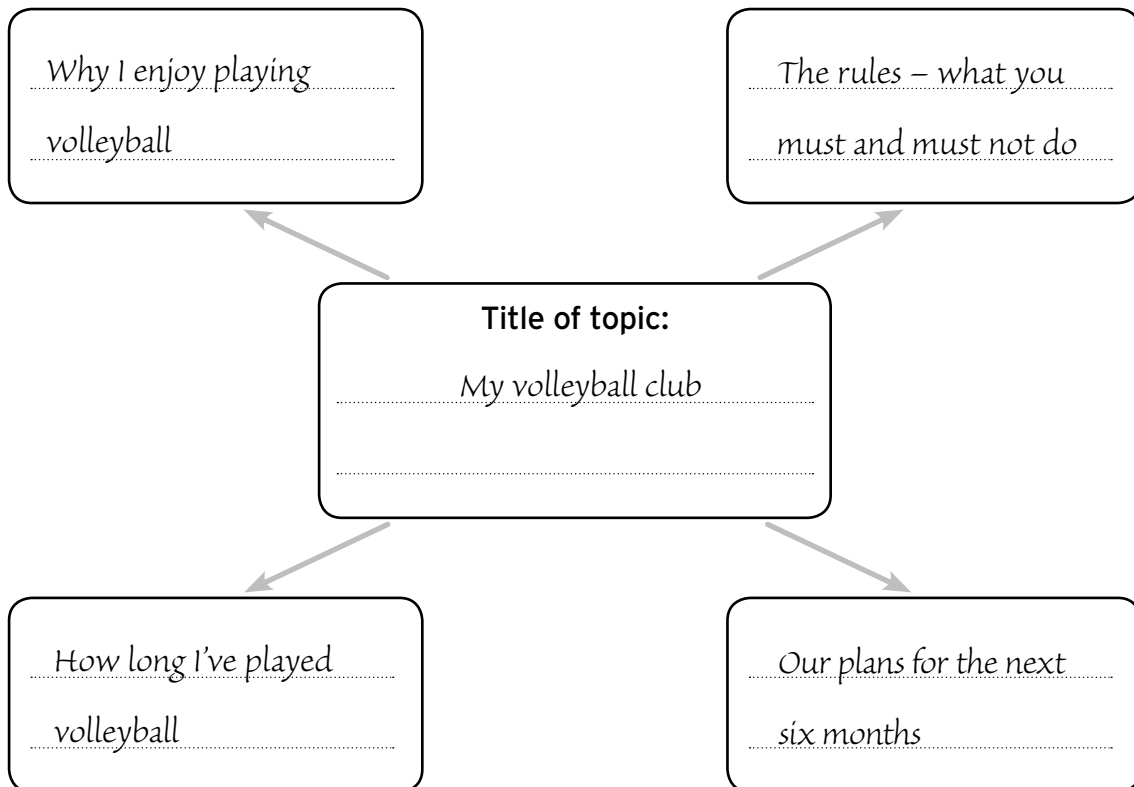 Why I enjoy playing
volleyball
The rules – what you
must and must not do
Title of topic:
My volleyball club
How long I've played
volleyball
Our plans for the next
six months